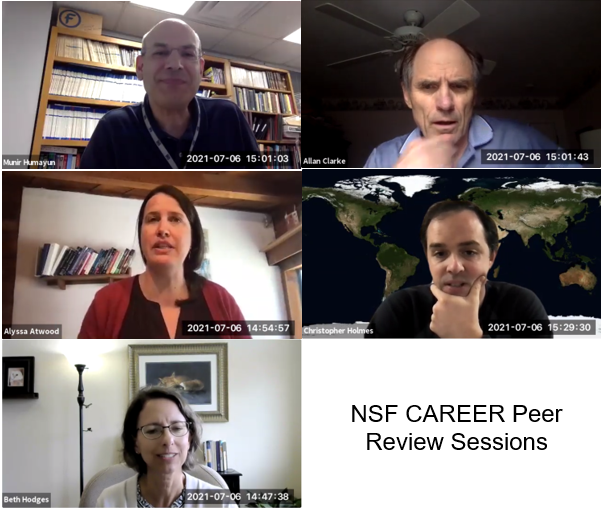 Munir Humayun
2021-07-06 15:01:03
Allan Clarke
2021-07-06 15:01:43
Alyssa Atwood
2021-07-06 14:54:57
Christopher Holmes
2021-07-06 15:29:30
Beth Hodges
2021-07-06 14:47:38
NSF CAREER Peer
Review Sessions